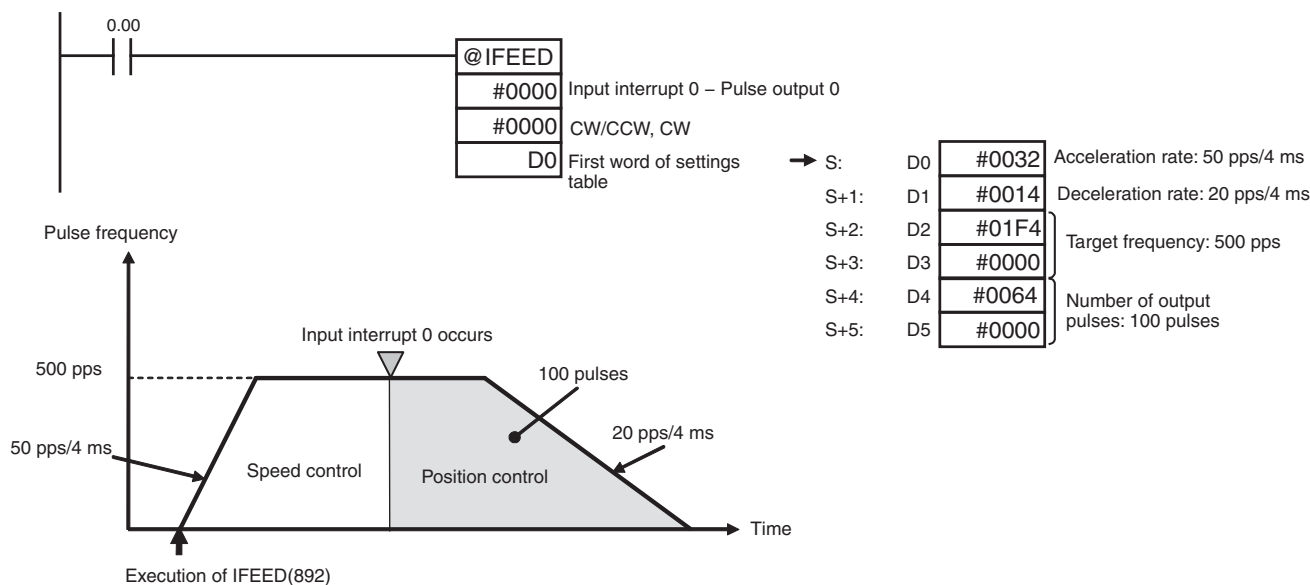 0.00
@IFEED
#0000 Input interrupt 0 – Pulse output 0
#0000 CW/CCW, CW
D0 First word of settings
table
S: D0 #0032 Acceleration rate: 50 pps/4 ms
S+1: D1 #0014 Deceleration rate: 20 pps/4 ms
S+2: D2 #01F4
Target frequency: 500 pps
S+3: D3 #0000
S+4: D4 #0064
Number of output
pulses: 100 pulses
S+5: D5 #0000
Pulse frequency
Input interrupt 0 occurs
500 pps
100 pulses
50 pps/4 ms
20 pps/4 ms
Speed control
Position control
Time
Execution of IFEED(892)